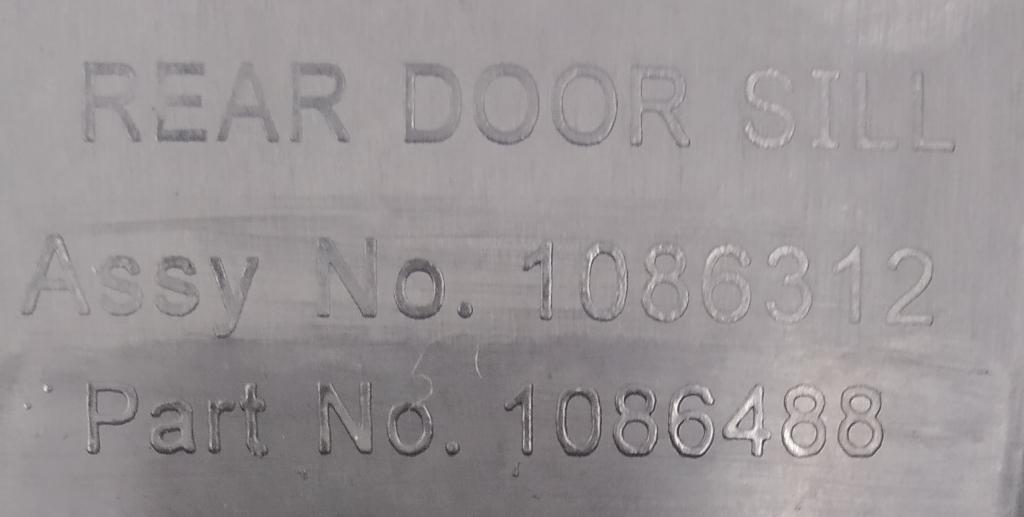 REAR DOOR SILL
Assy No. 1086312
Part No. 1086488